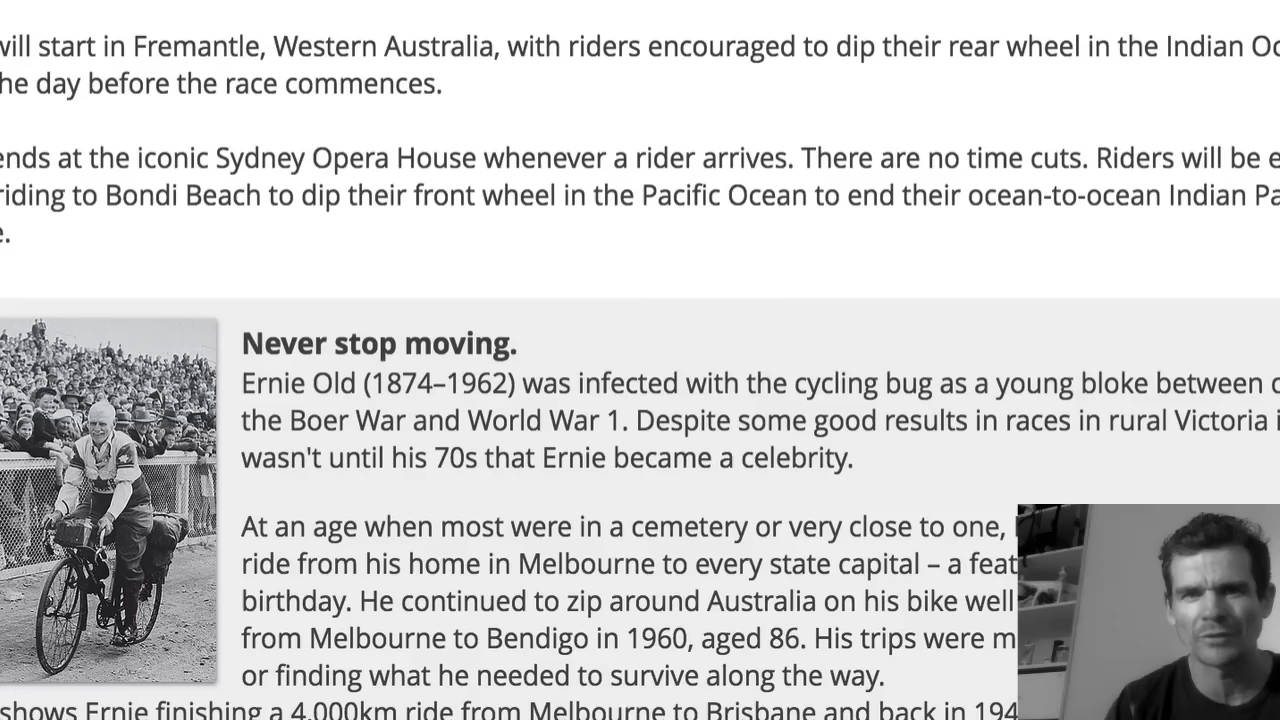 will start in Fremantle, Western Australia, with riders encouraged to dip their rear wheel in the Indian
the day before the race commences.
ends at the iconic Sydney Opera House whenever a rider arrives. There are no time cuts. Riders will be
riding to Bondi Beach to dip their front wheel in the Pacific Ocean to end their ocean-to-ocean Indian
Never stop moving.
Ernie Old (1874–1962) was infected with the cycling bug as a young bloke between
the Boer War and World War 1. Despite some good results in races in rural Victoria
wasn't until his 70s that Ernie became a celebrity.
At an age when most were in a cemetery or very close to one,
ride from his home in Melbourne to every state capital – a
birthday. He continued to zip around Australia on his bike well
from Melbourne to Bendigo in 1960, aged 86. His trips were
or finding what he needed to survive along the way.
shows Ernie finishing a 4,000km ride from Melbourne to Brisbane and back in